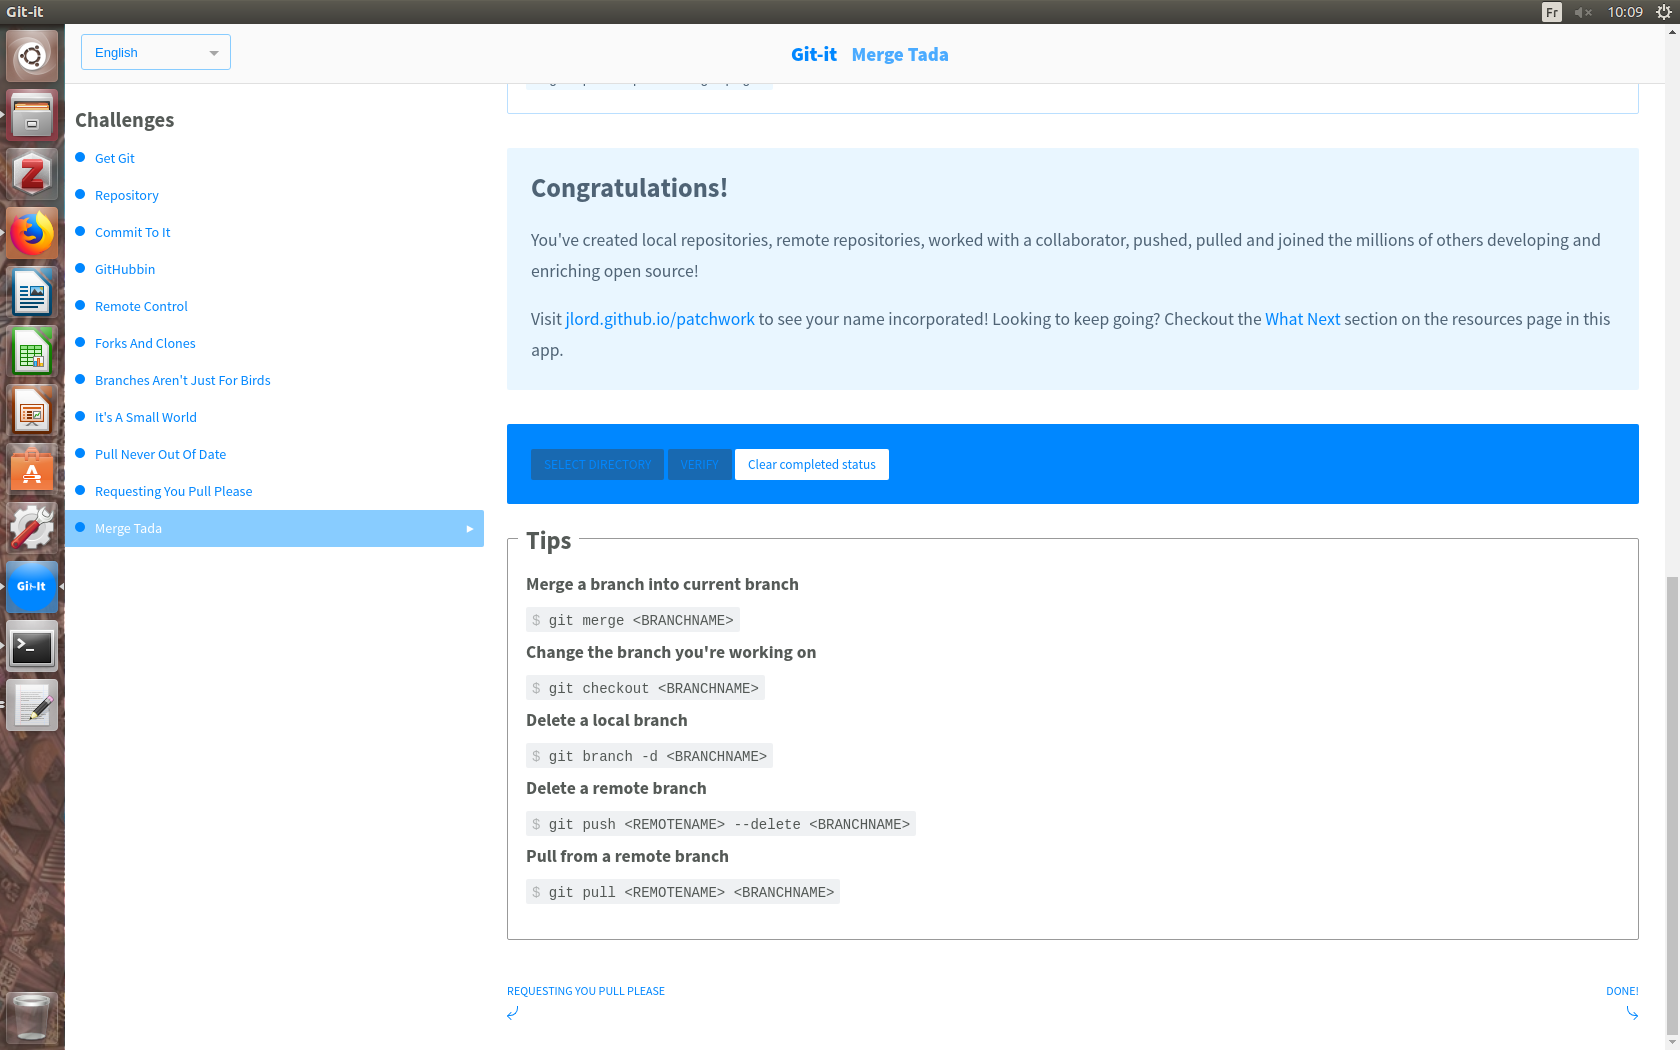 Git-it
Fr
10:09
English
Git-it Merge Tada
Challenges
Get Git
Repository
Commit To It
GitHubbin
Remote Control
Forks And Clones
Branches Aren't Just For Birds
It's A Small World
Pull Never Out Of Date
Requesting You Pull Please
Merge Tada
Git-It
Congratulations!
You've created local repositories, remote repositories, worked with a collaborator, pushed, pulled and joined the millions of others developing and
enriching open source!
Visit jlord.github.io/patchwork to see your name incorporated! Looking to keep going? Checkout the What Next section on the resources page in this
app.
SELECT DIRECTORY VERIFY Clear completed status
Tips
Merge a branch into current branch
$ git merge <BRANCHNAME>
Change the branch you're working on
$ git checkout <BRANCHNAME>
Delete a local branch
$ git branch -d <BRANCHNAME>
Delete a remote branch
$ git push <REMOTENAME> --delete <BRANCHNAME>
Pull from a remote branch
$ git pull <REMOTENAME> <BRANCHNAME>
REQUESTING YOU PULL PLEASE
DONE!